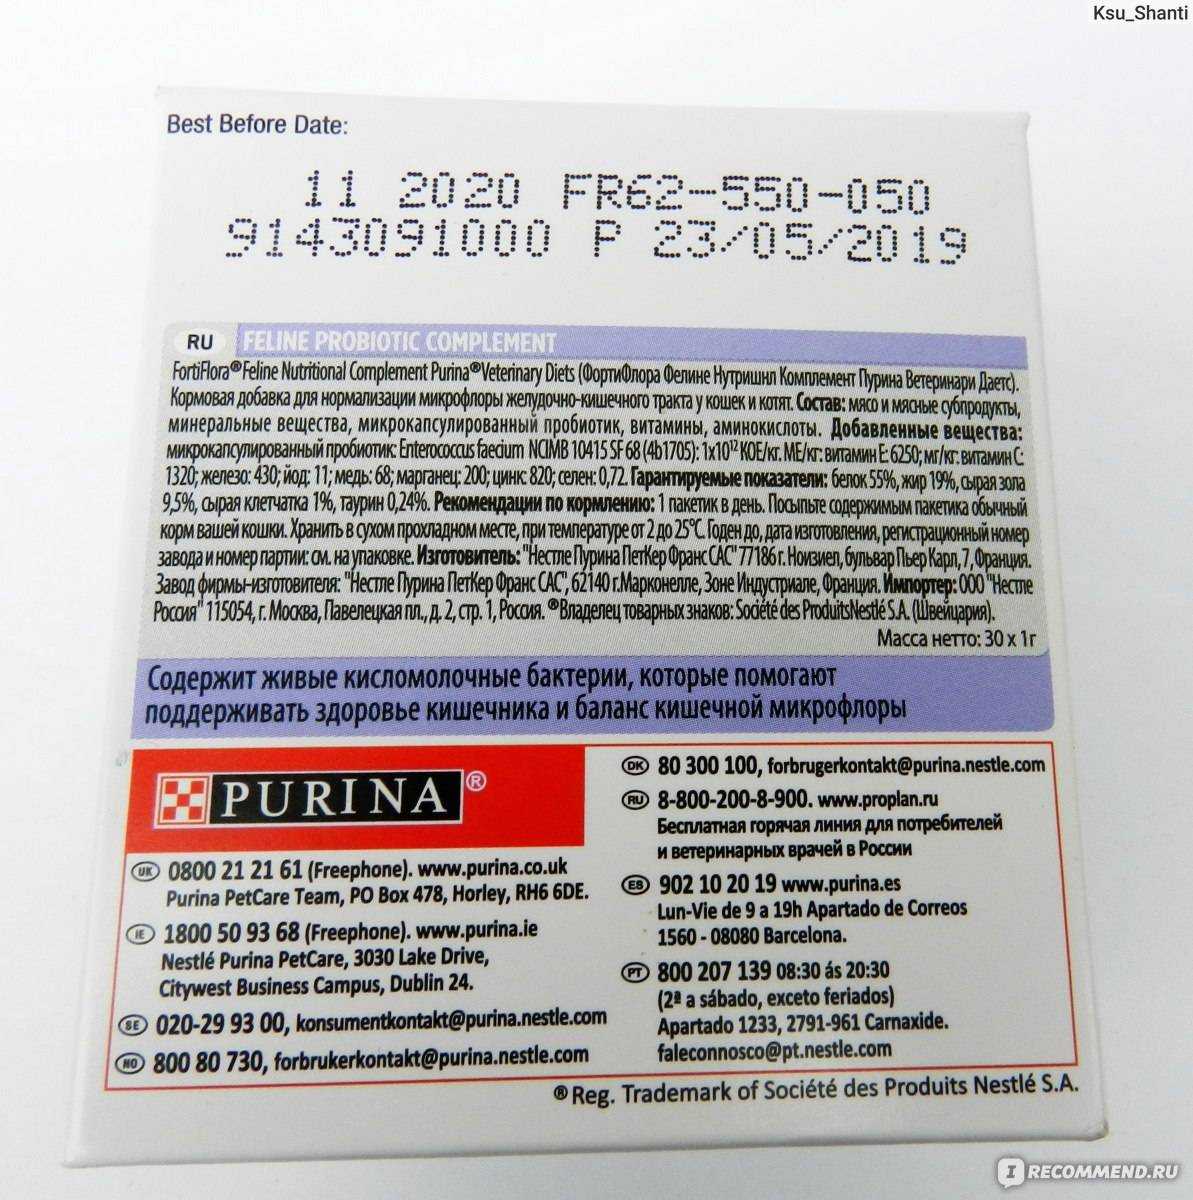 Ksu_Shanti
Best Before Date:
11 2020 FR62-550-050
9143091000 P 23/05/2019
RU FELINE PROBIOTIC COMPLEMENT
FortiFlora® Feline Nutritional Complement Purina® Veterinary Diets (ФортиФлора Фелине Нутришнл Комплемент Пурина Ветеринари Даетс).
Кормовая добавка для нормализации микрофлоры желудочно-кишечного тракта у кошек и котят. Состав: мясо и мясные субпродукты,
минеральные вещества, микрокапсулированный пробиотик, витамины, аминокислоты. Добавленные вещества:
микрокапсулированный пробиотик: Enterococcus faecium NCIMB 10415 SF 68 (4b1705): 1x10¹² КОЕ/кг. МЕ/кг: витамин Е: 6250; мг/кг: витамин С:
1320; железо: 430; йод: 11; медь: 68; марганец: 200; цинк: 820; селен: 0,72. Гарантируемые показатели: белок 55%, жир 19%, сырая зола
9,5%, сырая клетчатка 1%, таурин 0,24%. Рекомендации по кормлению: 1 пакетик в день. Посыпьте содержимым пакетика обычный
корм вашей кошки. Хранить в сухом прохладном месте, при температуре от 2 до 25°С. Годен до, дата изготовления, регистрационный номер
завода и номер партии: см. на упаковке. Изготовитель: "Нестле Пурина ПетКер Франс САС" 77186 г. Ноизиел, бульвар Пьер Карл, 7, Франция.
Завод фирмы-изготовителя: "Нестле Пурина ПетКер Франс САС", 62140 г.Марконелле, Зоне Индустриале, Франция. Импортер: ООО "Нестле
Россия" 115054, г. Москва, Павелецкая пл., д. 2, стр. 1, Россия. ®Владелец товарных знаков: Société des ProduitsNestlé S.A. (Швейцария).
Масса нетто: 30 x 1г
Содержит живые кисломолочные бактерии, которые помогают
поддерживать здоровье кишечника и баланс кишечной микрофлоры
PURINA®
UK 0800 21 21 61 (Freephone). www.purina.co.uk
Purina PetCare Team, PO Box 478, Horley, RH6 6DE.
IE 1800 50 93 68 (Freephone). www.purina.ie
Nestlé Purina PetCare, 3030 Lake Drive,
Citywest Business Campus, Dublin 24.
SE 020-29 93 00, konsumentkontakt@purina.nestle.com
NO 800 80 730, forbrukerkontakt@purina.nestle.com
DK 80 300 100, forbrugerkontakt@purina.nestle.com
RU 8-800-200-8-900. www.proplan.ru
Бесплатная горячая линия для потребителей
и ветеринарных врачей в России
ES 902 10 20 19 www.purina.es
Lun-Vie de 9 a 19h Apartado de Correos
1560 - 08080 Barcelona.
PT 800 207 139 08:30 ás 20:30
(2ª a sábado, exceto feriados)
Apartado 1233, 2791-961 Carnaxide.
faleconnosco@pt.nestle.com
®Reg. Trademark of Société des Produits Nestlé S.A.
IRECOMMEND.RU